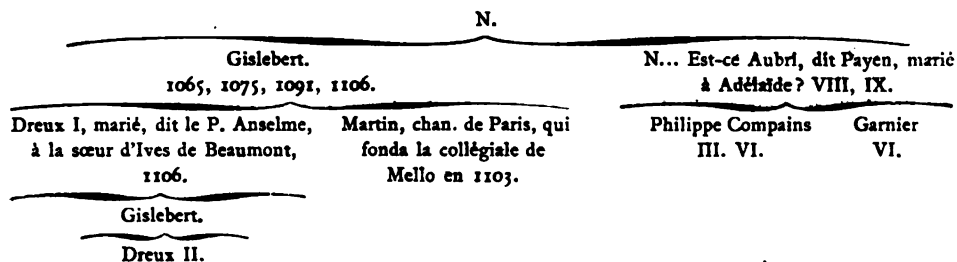 N.
Gislebert.
1065, 1075, 1091, 1106.
N... Est-ce Aubri, dit Payen, marié
à Adélaïde? VIII, IX.
Dreux I, marié, dit le P. Anselme,
à la sœur d'Ives de Beaumont,
1106.
Martin, chan. de Paris, qui
fonda la collégiale de
Mello en 1103.
Philippe Compains
III. VI.
Garnier
VI.
Gislebert.
Dreux II.